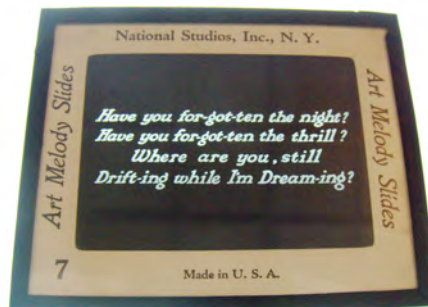 National Studios, Inc., N. Y.
Art Melody Slides
Have you for-got-ten the night?
Have you for-got-ten the thrill?
Where are you, still
Drift-ing while I'm Dream-ing?
Art Melody Slides
7
Made in U. S. A.